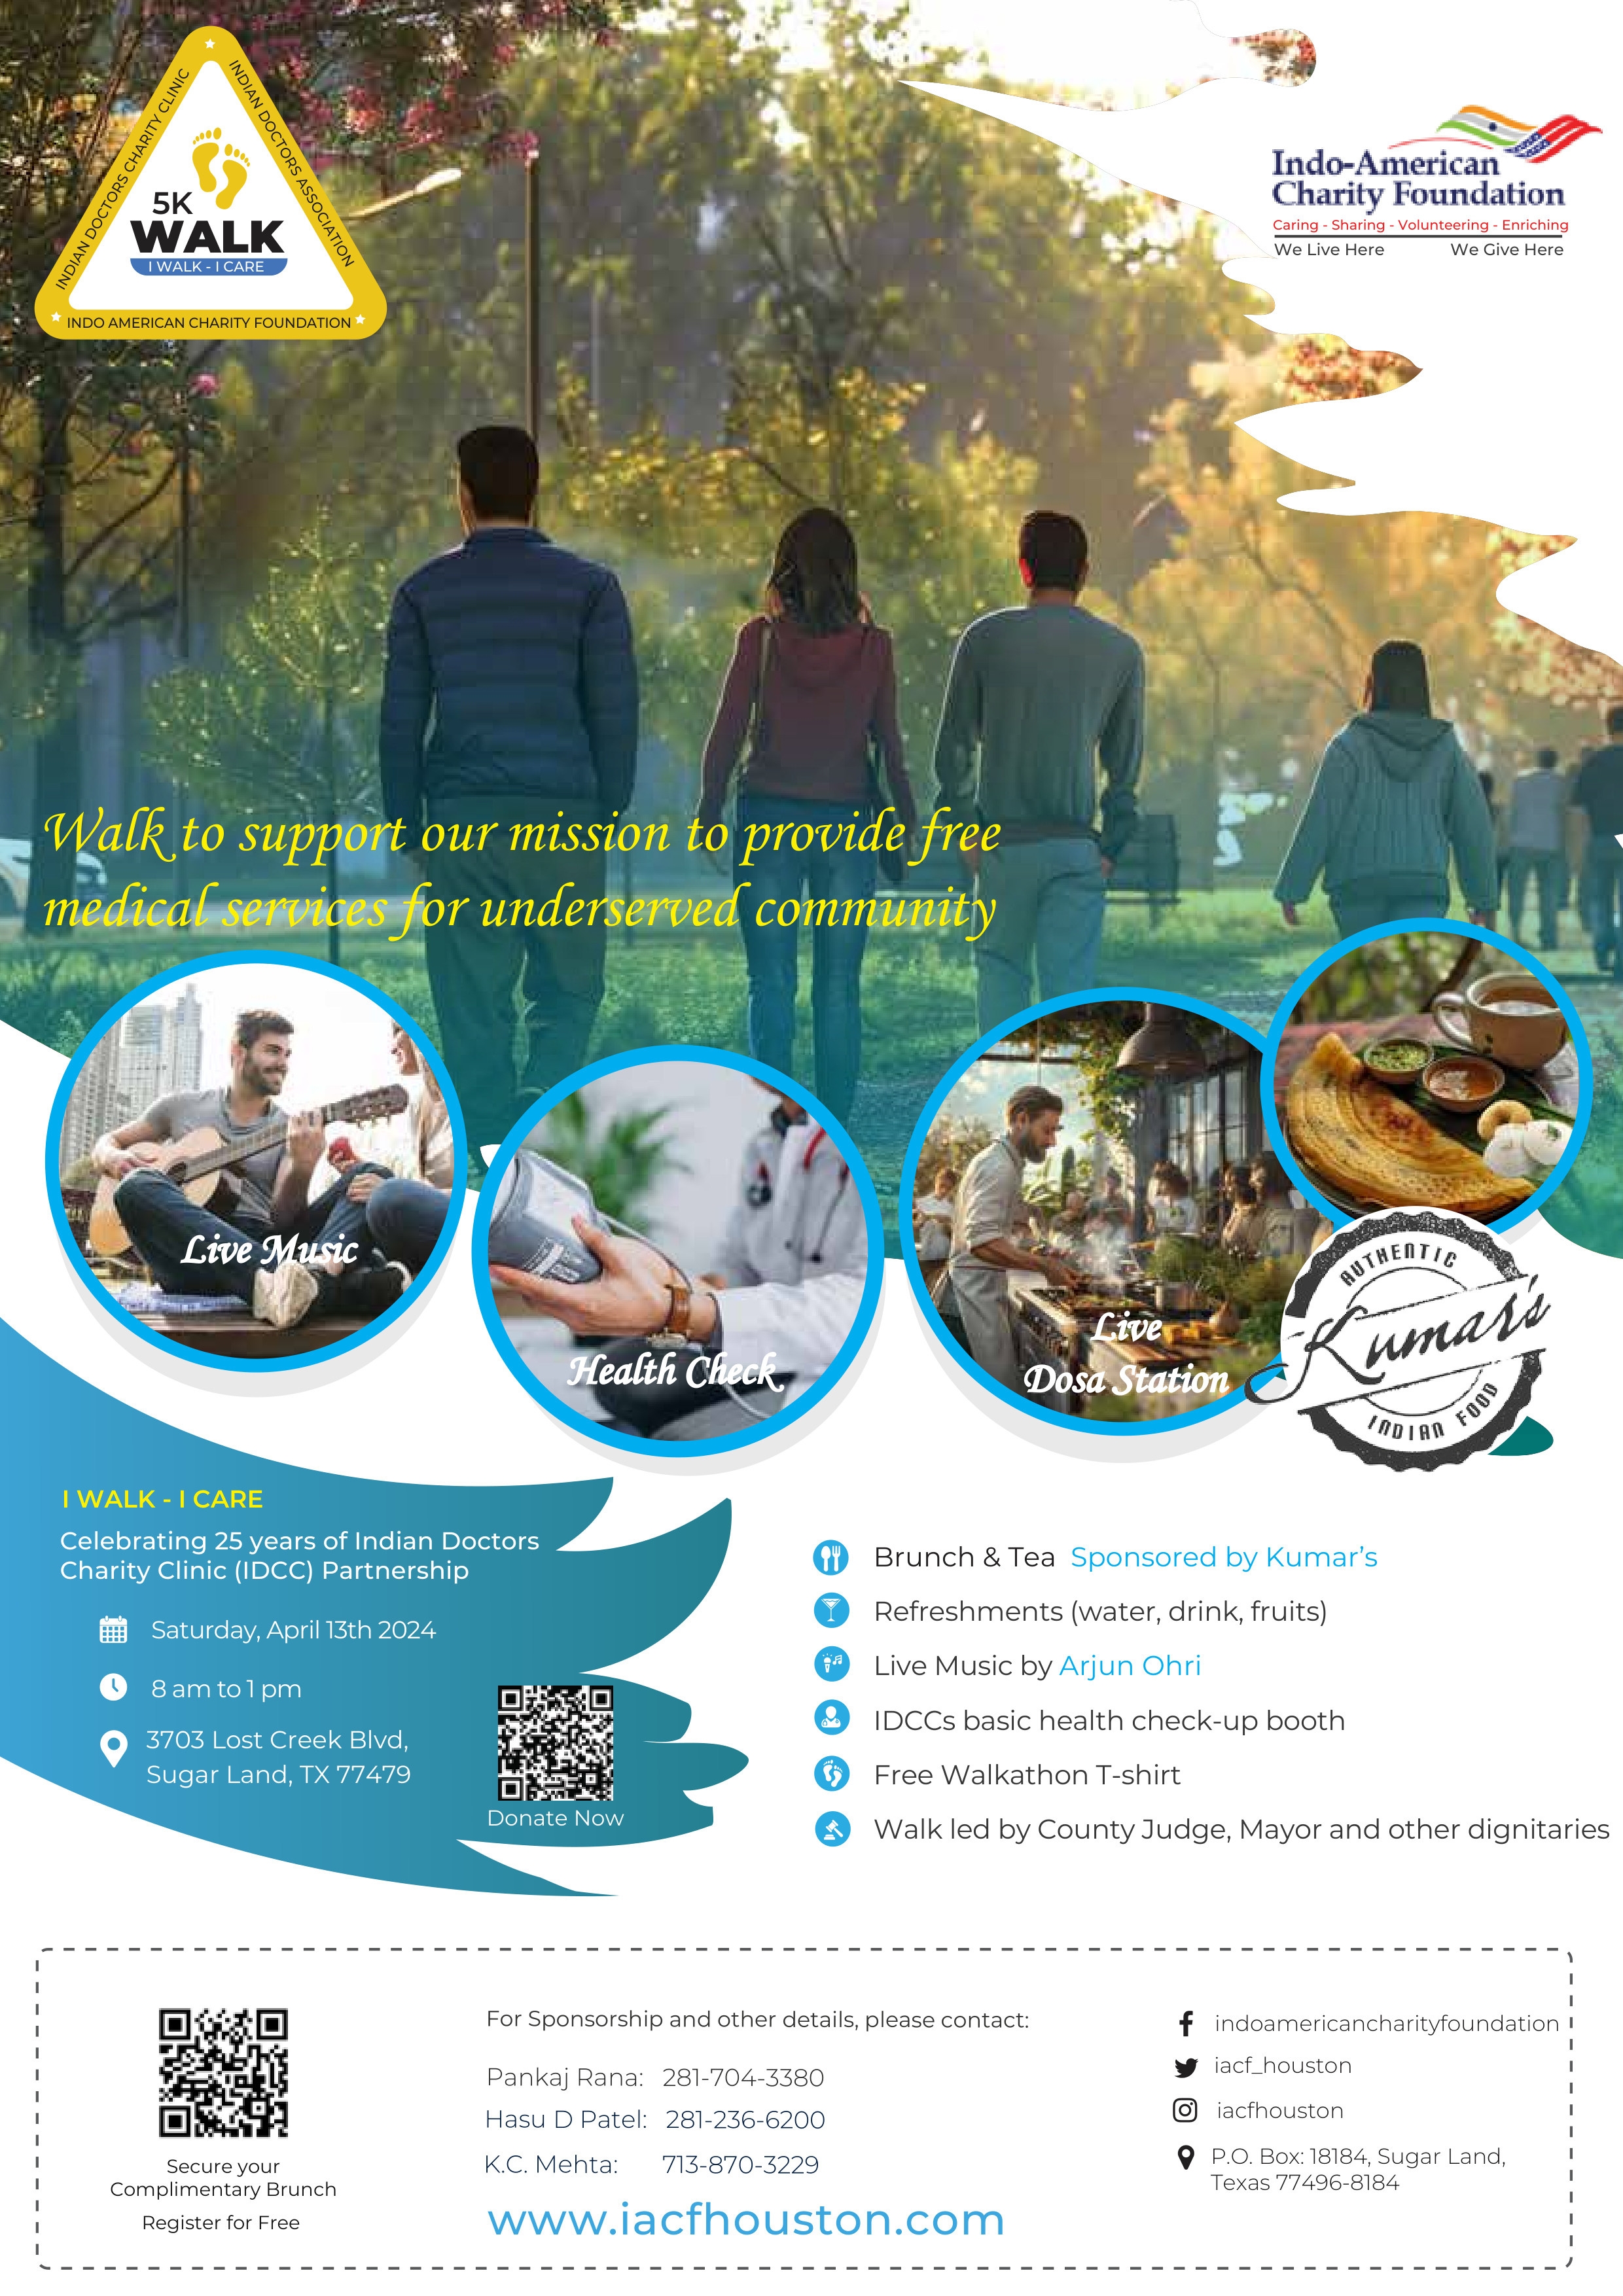 INDIAN DOCTORS CHARITY CLINIC
INDIAN DOCTORS ASSOCIATION
5K
WALK
I WALK - I CARE
INDO AMERICAN CHARITY FOUNDATION
Indo-American
Charity Foundation
Caring - Sharing - Volunteering - Enriching
We Live Here We Give Here
Walk to support our mission to provide free
medical services for underserved community
Live Music
Health Check
Live
Dosa Station
AUTHENTIC
Kumar's
INDIAN FOOD
I WALK - I CARE
Celebrating 25 years of Indian Doctors
Charity Clinic (IDCC) Partnership
Saturday, April 13th 2024
8 am to 1 pm
3703 Lost Creek Blvd,
Sugar Land, TX 77479
Donate Now
Brunch & Tea Sponsored by Kumar's
Refreshments (water, drink, fruits)
Live Music by Arjun Ohri
IDCCs basic health check-up booth
Free Walkathon T-shirt
Walk led by County Judge, Mayor and other dignitaries
Secure your
Complimentary Brunch
Register for Free
For Sponsorship and other details, please contact:
Pankaj Rana: 281-704-3380
Hasu D Patel: 281-236-6200
K.C. Mehta: 713-870-3229
www.iacfhouston.com
indoamericancharityfoundation
iacf_houston
iacfhouston
P.O. Box: 18184, Sugar Land,
Texas 77496-8184